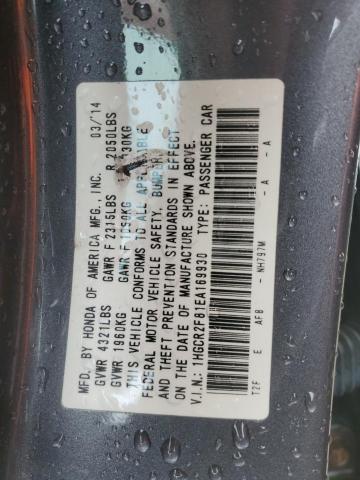 MFD. BY HONDA OF AMERICA MFG., INC. 03/14
GVWR 4321LBS GAWR F 2315LBS R 2050LBS
GVWR 1960KG GAWR F 1050KG 930KG
THIS VEHICLE CONFORMS TO ALL APPLICABLE
FEDERAL MOTOR VEHICLE SAFETY, BUMPER,
AND THEFT PREVENTION STANDARDS IN EFFECT
ON THE DATE OF MANUFACTURE SHOWN ABOVE.
V.I.N.: 1HGCR2F81EA169930 TYPE: PASSENGER CAR
T2F E AFB - NH797M - A - A